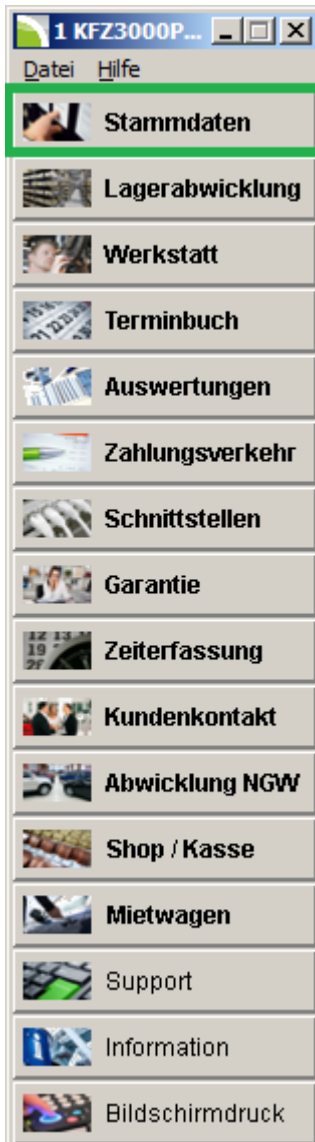 1 KFZ3000P...
Datei Hilfe
Stammdaten
Lagerabwicklung
Werkstatt
Terminbuch
Auswertungen
Zahlungsverkehr
Schnittstellen
Garantie
Zeiterfassung
Kundenkontakt
Abwicklung NGW
Shop / Kasse
Mietwagen
Support
Information
Bildschirmdruck